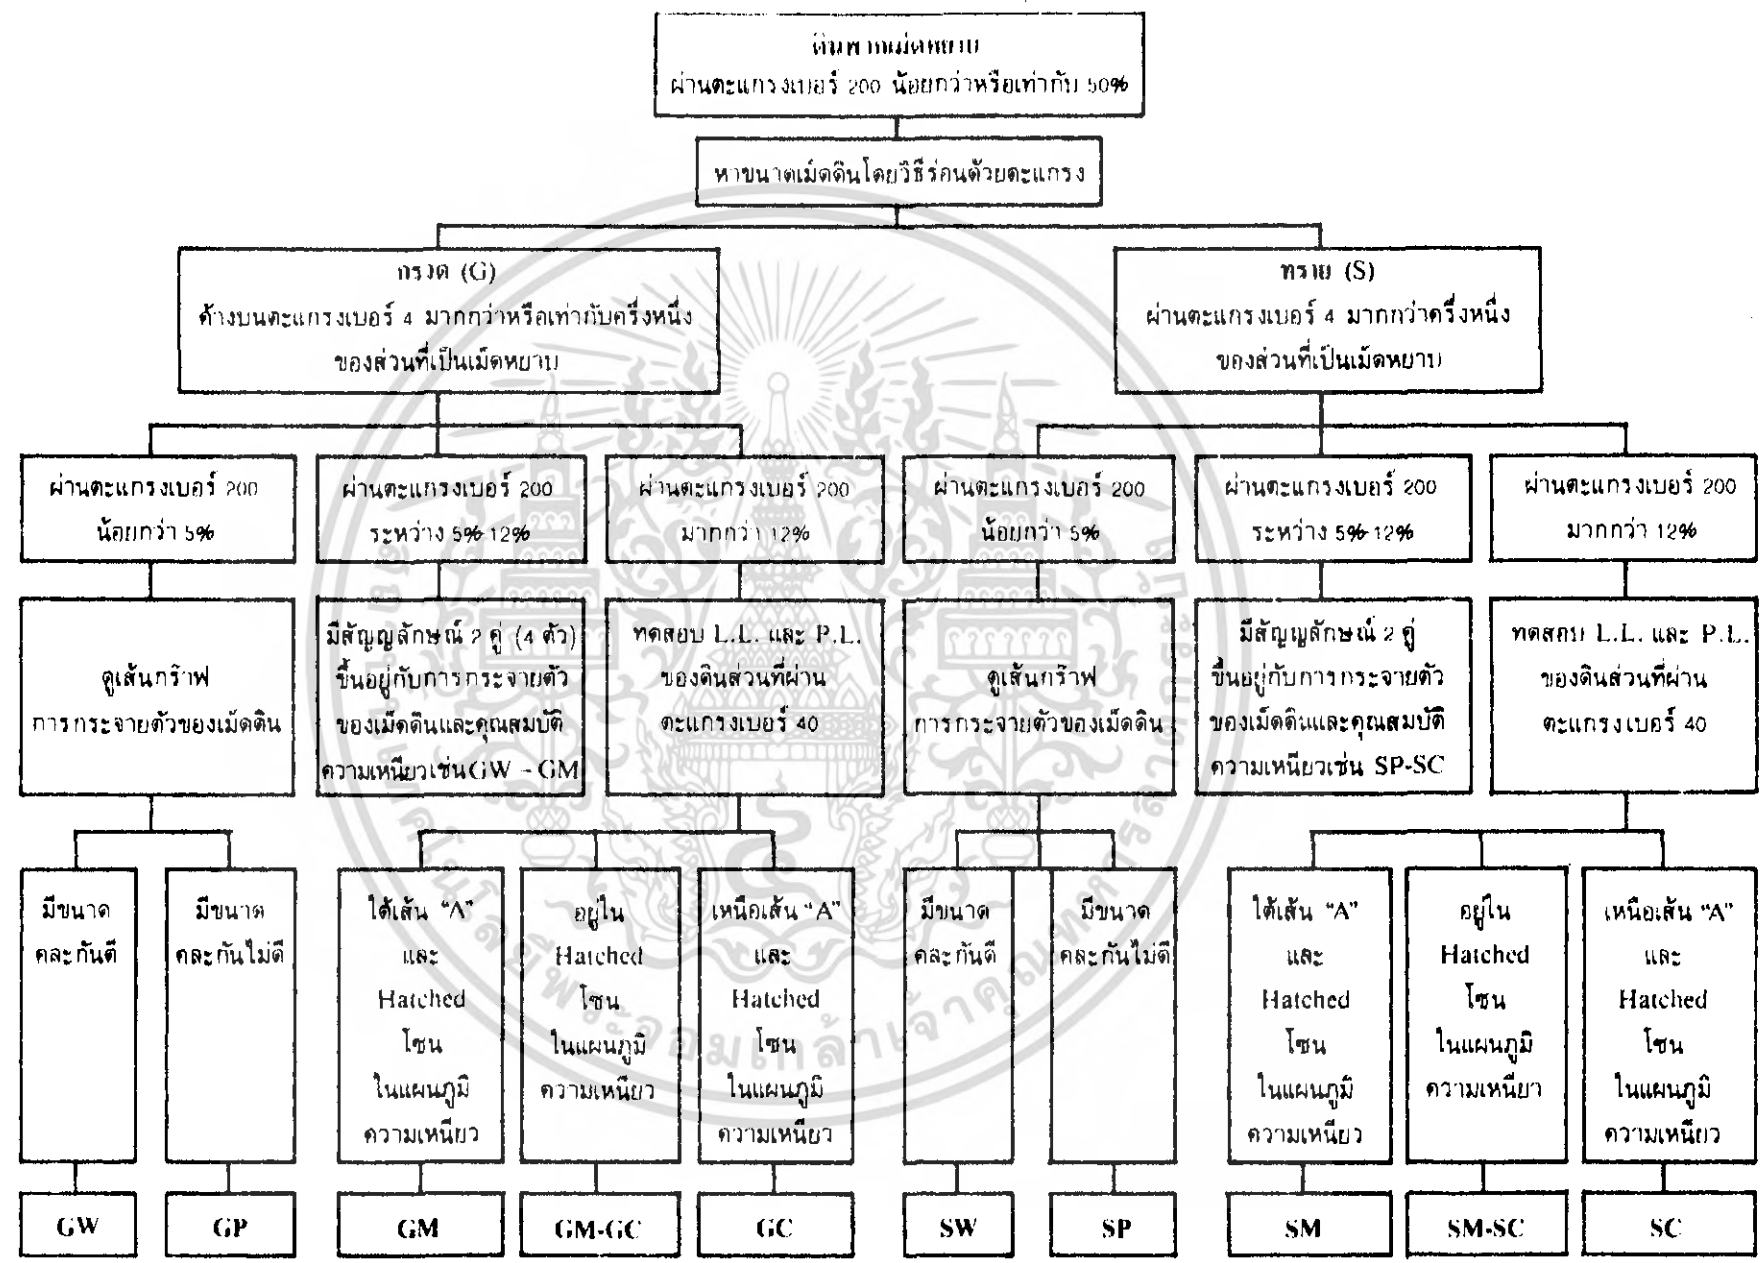 ดินพวกเม็ดหยาบ
ผ่านตะแกรงเบอร์ 200 น้อยกว่าหรือเท่ากับ 50%
หาขนาดเม็ดดินโดยวิธีร่อนด้วยตะแกรง
กรวด (G)
ค้างบนตะแกรงเบอร์ 4 มากกว่าหรือเท่ากับครึ่งหนึ่ง
ของส่วนที่เป็นเม็ดหยาบ
ทราย (S)
ผ่านตะแกรงเบอร์ 4 มากกว่าครึ่งหนึ่ง
ของส่วนที่เป็นเม็ดหยาบ
ผ่านตะแกรงเบอร์ 200
น้อยกว่า 5%
ผ่านตะแกรงเบอร์ 200
ระหว่าง 5%-12%
ผ่านตะแกรงเบอร์ 200
มากกว่า 12%
ผ่านตะแกรงเบอร์ 200
น้อยกว่า 5%
ผ่านตะแกรงเบอร์ 200
ระหว่าง 5%-12%
ผ่านตะแกรงเบอร์ 200
มากกว่า 12%
ดูเส้นกราฟ
การกระจายตัวของเม็ดดิน
มีสัญญลักษณ์ 2 คู่ (4 ตัว)
ขึ้นอยู่กับการกระจายตัว
ของเม็ดดินและคุณสมบัติ
ความเหนียวเช่น GW - GM
ทดสอบ L.L. และ P.L.
ของดินส่วนที่ผ่าน
ตะแกรงเบอร์ 40
ดูเส้นกราฟ
การกระจายตัวของเม็ดดิน
มีสัญญลักษณ์ 2 คู่
ขึ้นอยู่กับการกระจายตัว
ของเม็ดดินและคุณสมบัติ
ความเหนียวเช่น SP-SC
ทดสอบ L.L. และ P.L.
ของดินส่วนที่ผ่าน
ตะแกรงเบอร์ 40
มีขนาด
คละกันดี
มีขนาด
คละกันไม่ดี
ใต้เส้น "A"
และ
Hatched
โซน
ในแผนภูมิ
ความเหนียว
อยู่ใน
Hatched
โซน
ในแผนภูมิ
ความเหนียว
เหนือเส้น "A"
และ
Hatched
โซน
ในแผนภูมิ
ความเหนียว
มีขนาด
คละกันดี
มีขนาด
คละกันไม่ดี
ใต้เส้น "A"
และ
Hatched
โซน
ในแผนภูมิ
ความเหนียว
อยู่ใน
Hatched
โซน
ในแผนภูมิ
ความเหนียว
เหนือเส้น "A"
และ
Hatched
โซน
ในแผนภูมิ
ความเหนียว
GW
GP
GM
GM-GC
GC
SW
SP
SM
SM-SC
SC